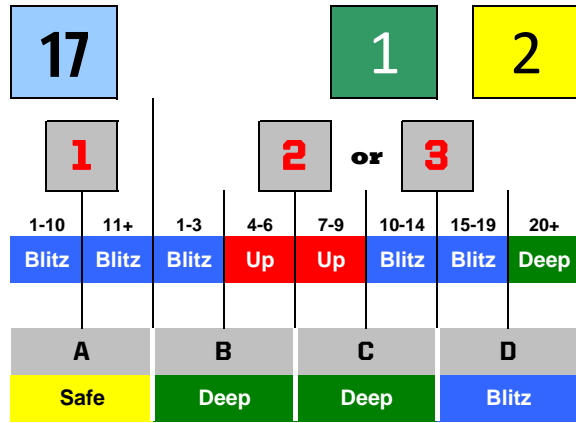 17 1 2
1 2 or 3
1-10 11+ 1-3 4-6 7-9 10-14 15-19 20+
Blitz Blitz Blitz Up Up Blitz Blitz Deep
A B C D
Safe Deep Deep Blitz